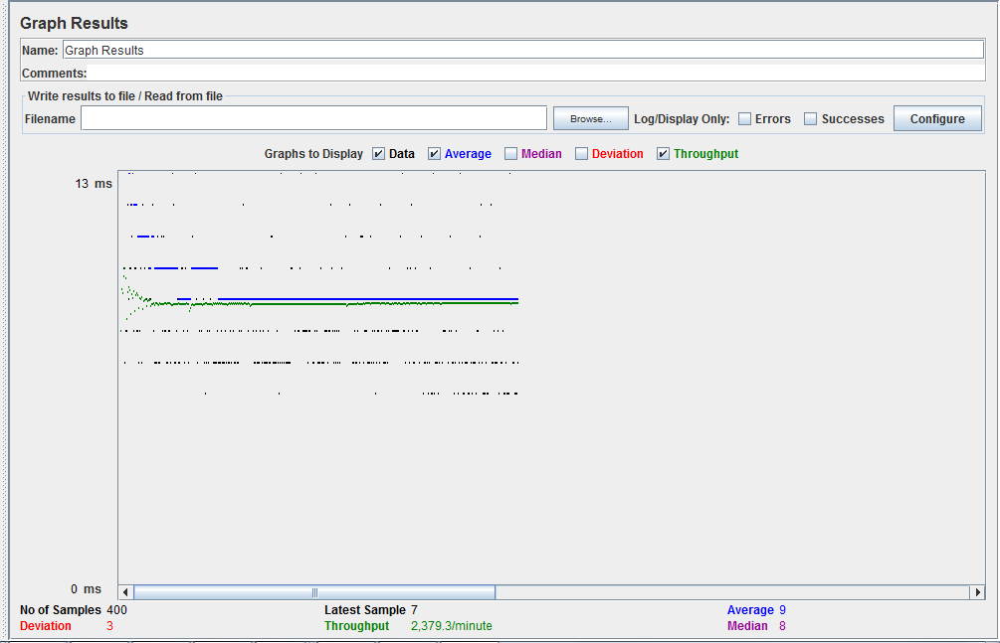 Graph Results
Name: Graph Results
Comments:
Write results to file / Read from file
Filename Browse... Log/Display Only: Errors Successes Configure
Graphs to Display Data Average Median Deviation Throughput
13 ms
0 ms
No of Samples 400 Latest Sample 7 Average 9
Deviation 3 Throughput 2,379.3/minute Median 8